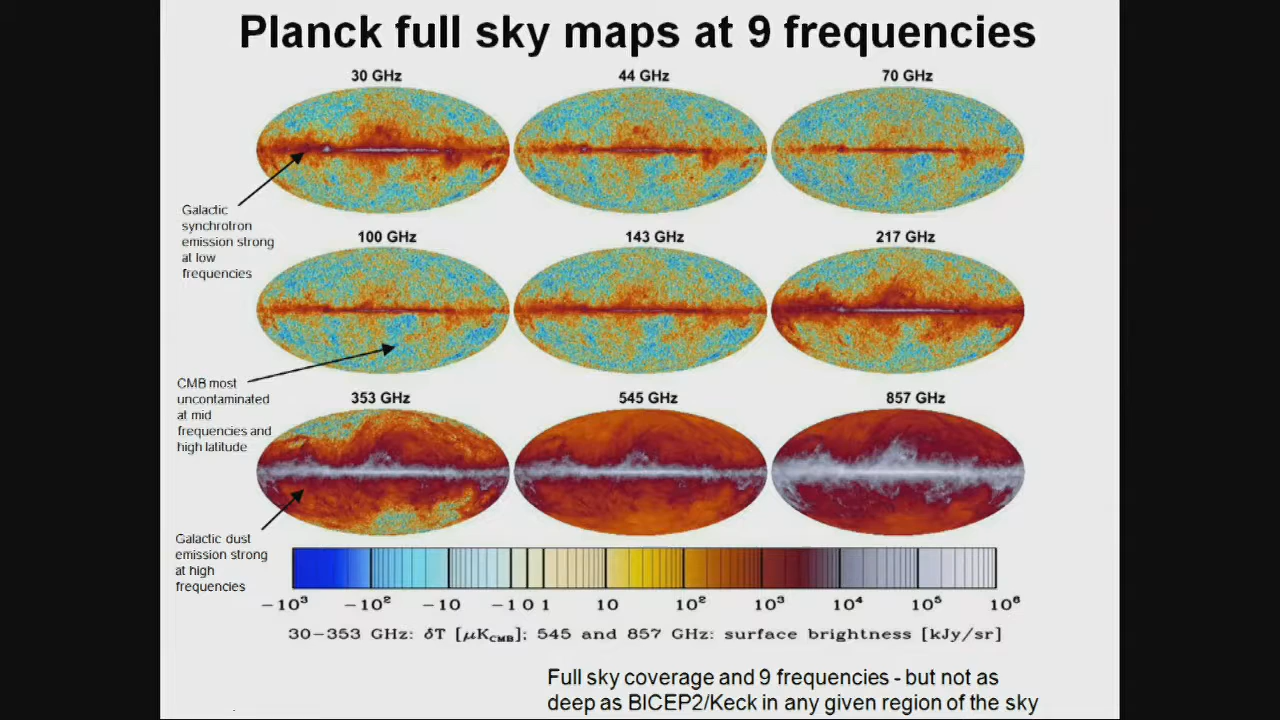 Planck full sky maps at 9 frequencies
30 GHz 44 GHz 70 GHz
Galactic
synchrotron
emission strong
at low
frequencies
100 GHz 143 GHz 217 GHz
CMB most
uncontaminated
at mid
frequencies and
high latitude
353 GHz 545 GHz 857 GHz
Galactic dust
emission strong
at high
frequencies
−10³ −10² −10 −1 0 1 10 10² 10³ 10⁴ 10⁵ 10⁶
30−353 GHz: δT [μK_CMB]; 545 and 857 GHz: surface brightness [kJy/sr]
Full sky coverage and 9 frequencies - but not as
deep as BICEP2/Keck in any given region of the sky